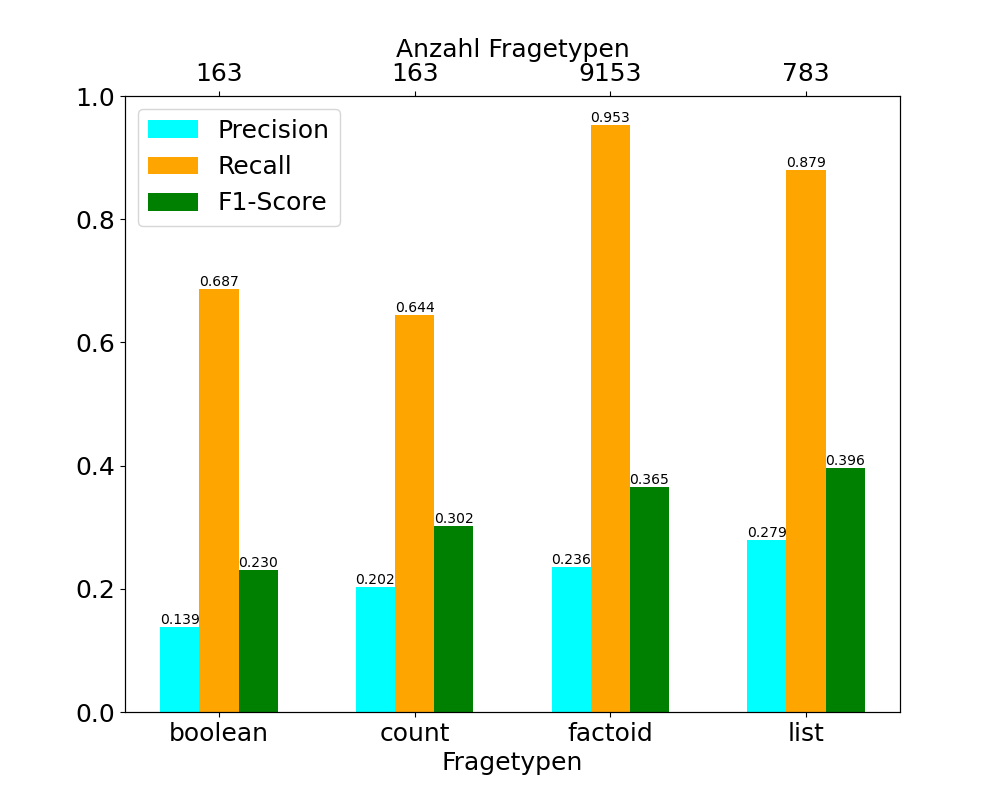 Anzahl Fragetypen
163 163 9153 783
1.0
0.8
0.6
0.4
0.2
0.0
Precision
Recall
F1-Score
0.139 0.687 0.230
0.202 0.644 0.302
0.236 0.953 0.365
0.279 0.879 0.396
boolean count factoid list
Fragetypen